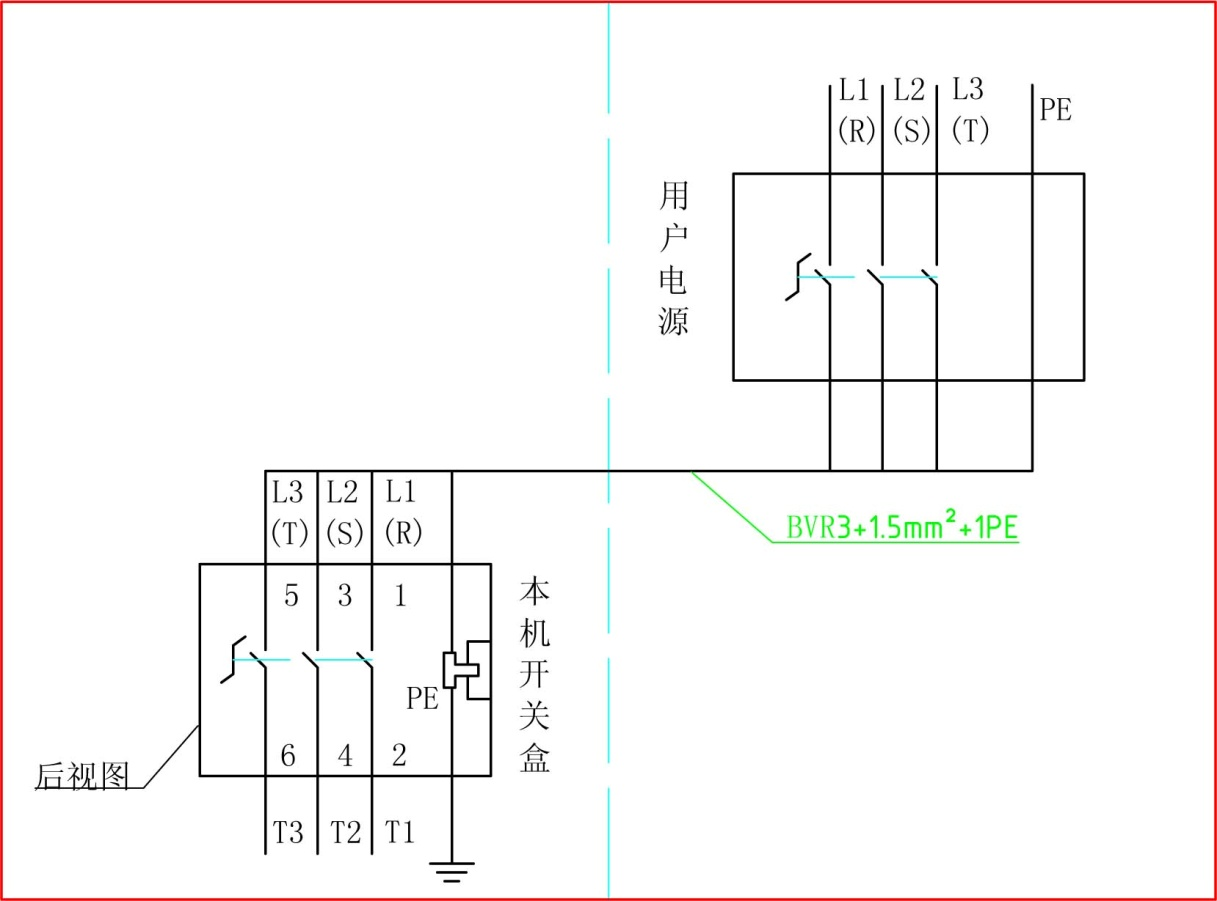 L1 L2 L3 PE
(R) (S) (T)
用户电源
BVR3+1.5mm²+1PE
L3 L2 L1
(T) (S) (R)
5 3 1
本机开关盒
PE
6 4 2
后视图
T3 T2 T1